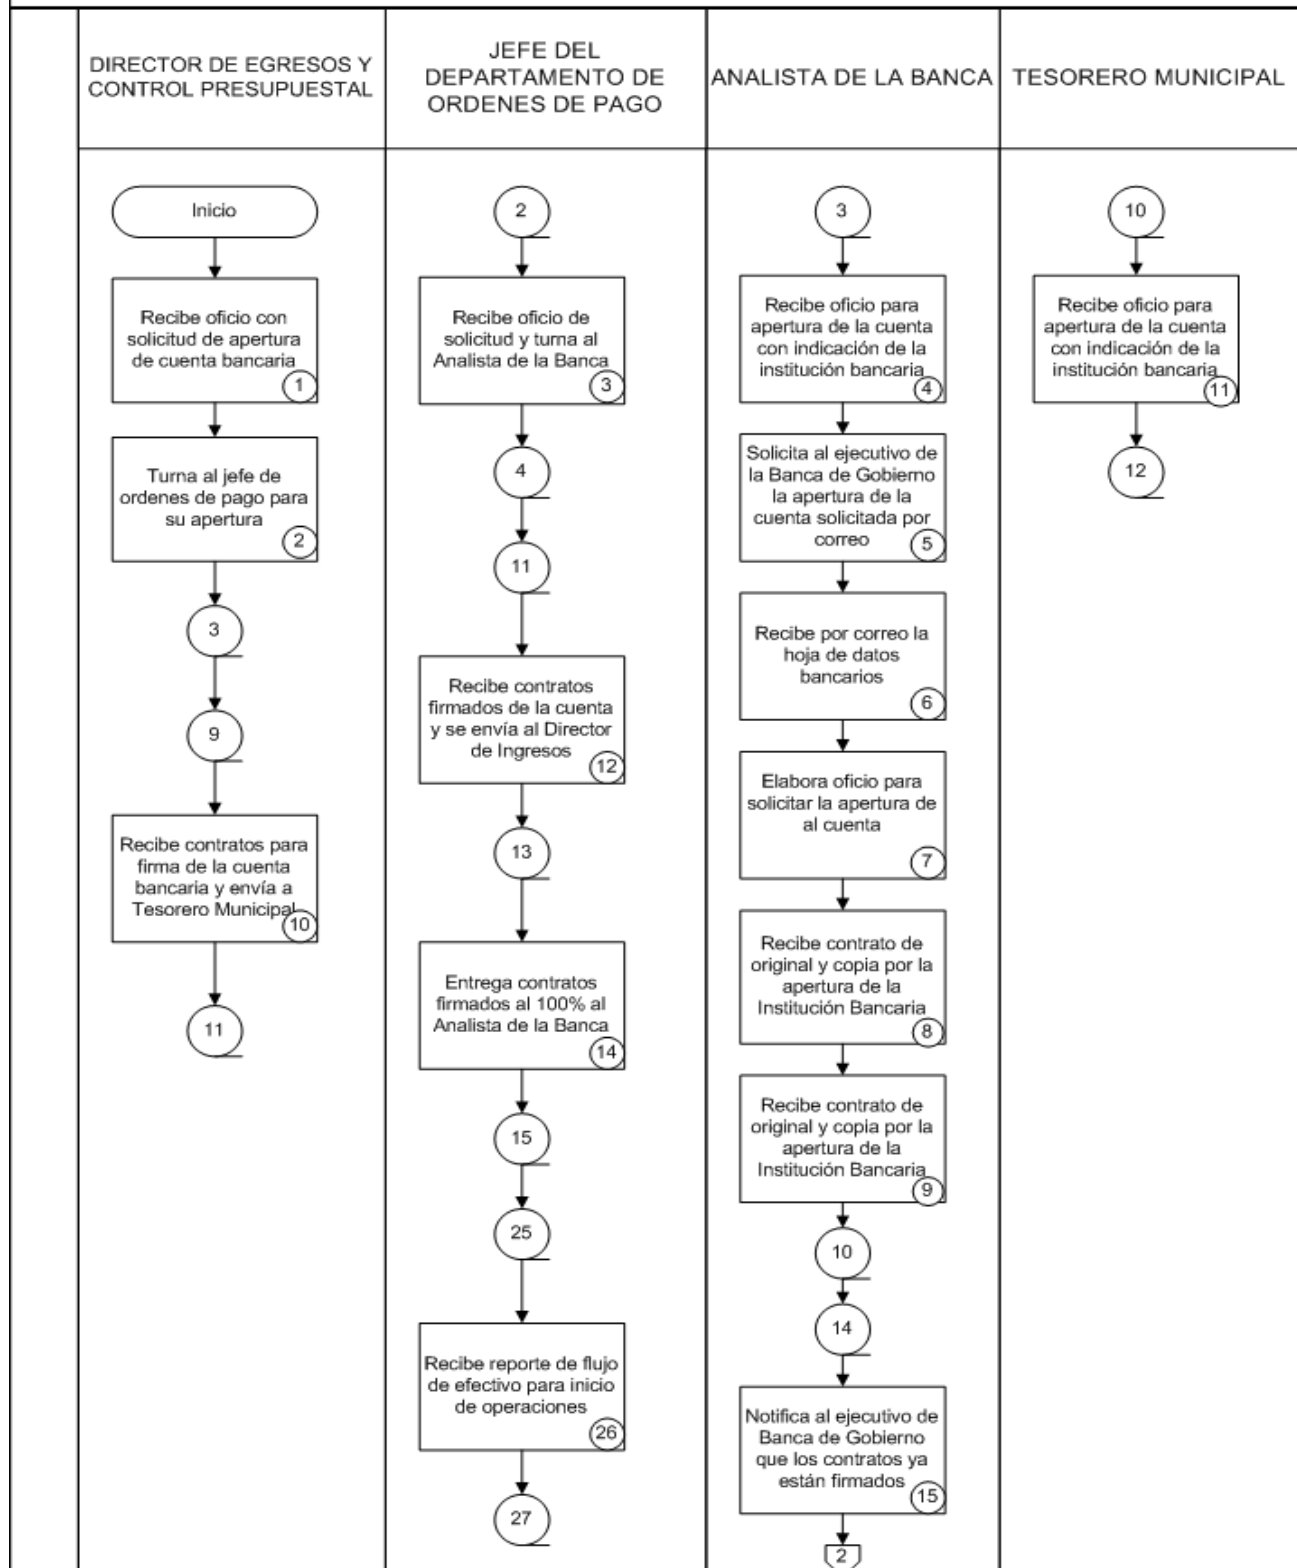 DIRECTOR DE EGRESOS Y
CONTROL PRESUPUESTAL
JEFE DEL
DEPARTAMENTO DE
ORDENES DE PAGO
ANALISTA DE LA BANCA
TESORERO MUNICIPAL
Inicio
Recibe oficio con
solicitud de apertura
de cuenta bancaria
1
Turna al jefe de
ordenes de pago para
su apertura
2
3
9
Recibe contratos para
firma de la cuenta
bancaria y envía a
Tesorero Municipal
10
11
2
Recibe oficio de
solicitud y turna al
Analista de la Banca
3
4
11
Recibe contratos
firmados de la cuenta
y se envía al Director
de Ingresos
12
13
Entrega contratos
firmados al 100% al
Analista de la Banca
14
15
25
Recibe reporte de flujo
de efectivo para inicio
de operaciones
26
27
3
Recibe oficio para
apertura de la cuenta
con indicación de la
institución bancaria
4
Solicita al ejecutivo de
la Banca de Gobierno
la apertura de la
cuenta solicitada por
correo
5
Recibe por correo la
hoja de datos
bancarios
6
Elabora oficio para
solicitar la apertura de
al cuenta
7
Recibe contrato de
original y copia por la
apertura de la
Institución Bancaria
8
Recibe contrato de
original y copia por la
apertura de la
Institución Bancaria
9
10
14
Notifica al ejecutivo de
Banca de Gobierno
que los contratos ya
están firmados
15
2
10
Recibe oficio para
apertura de la cuenta
con indicación de la
institución bancaria
11
12